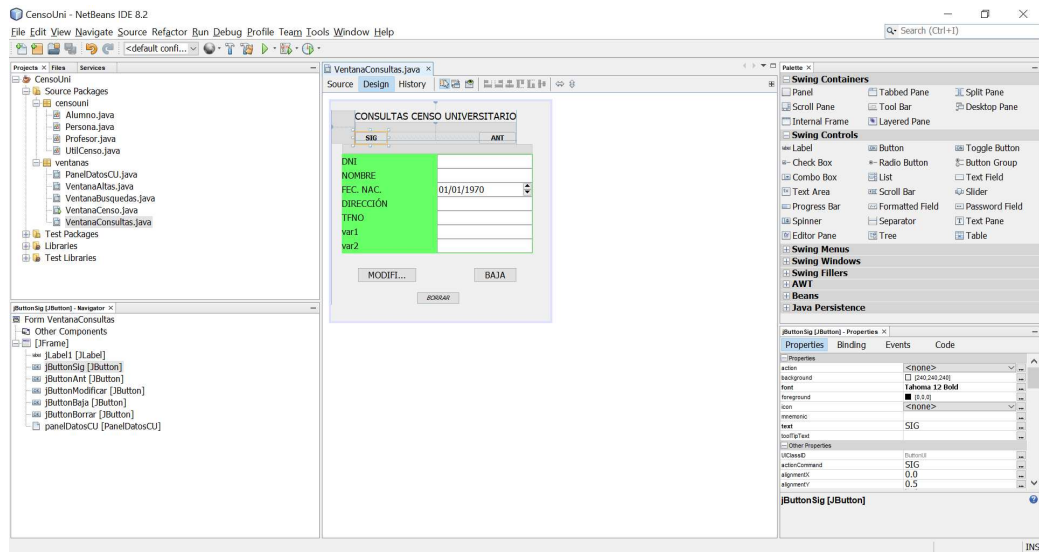 CensoUni - NetBeans IDE 8.2
File Edit View Navigate Source Refactor Run Debug Profile Team Tools Window Help
Search (Ctrl+I)
<default confi...
Projects Files Services
CensoUni
Source Packages
censouni
Alumno.java
Persona.java
Profesor.java
UtilCenso.java
ventanas
PanelDatosCU.java
VentanaAltas.java
VentanaBusquedas.java
VentanaCenso.java
VentanaConsultas.java
Test Packages
Libraries
Test Libraries
jButtonSig [JButton] - Navigator
Form VentanaConsultas
Other Components
[JFrame]
jLabel1 [JLabel]
jButtonSig [JButton]
jButtonAnt [JButton]
jButtonModificar [JButton]
jButtonBaja [JButton]
jButtonBorrar [JButton]
panelDatosCU [PanelDatosCU]
VentanaConsultas.java
Source Design History
CONSULTAS CENSO UNIVERSITARIO
SIG ANT
DNI
NOMBRE
FEC. NAC. 01/01/1970
DIRECCIÓN
TFNO
var1
var2
MODIFI... BAJA
BORRAR
Palette
Swing Containers
Panel Tabbed Pane Split Pane
Scroll Pane Tool Bar Desktop Pane
Internal Frame Layered Pane
Swing Controls
label Label Button Toggle Button
Check Box Radio Button Button Group
Combo Box List Text Field
Text Area Scroll Bar Slider
Progress Bar Formatted Field Password Field
Spinner Separator Text Pane
Editor Pane Tree Table
Swing Menus
Swing Windows
Swing Fillers
AWT
Beans
Java Persistence
jButtonSig [JButton] - Properties
Properties Binding Events Code
Properties
action <none>
background [240,240,240]
font Tahoma 12 Bold
foreground [0,0,0]
icon <none>
mnemonic
text SIG
toolTipText
Other Properties
UIClassID ButtonUI
actionCommand SIG
alignmentX 0.0
alignmentY 0.5
jButtonSig [JButton]
INS